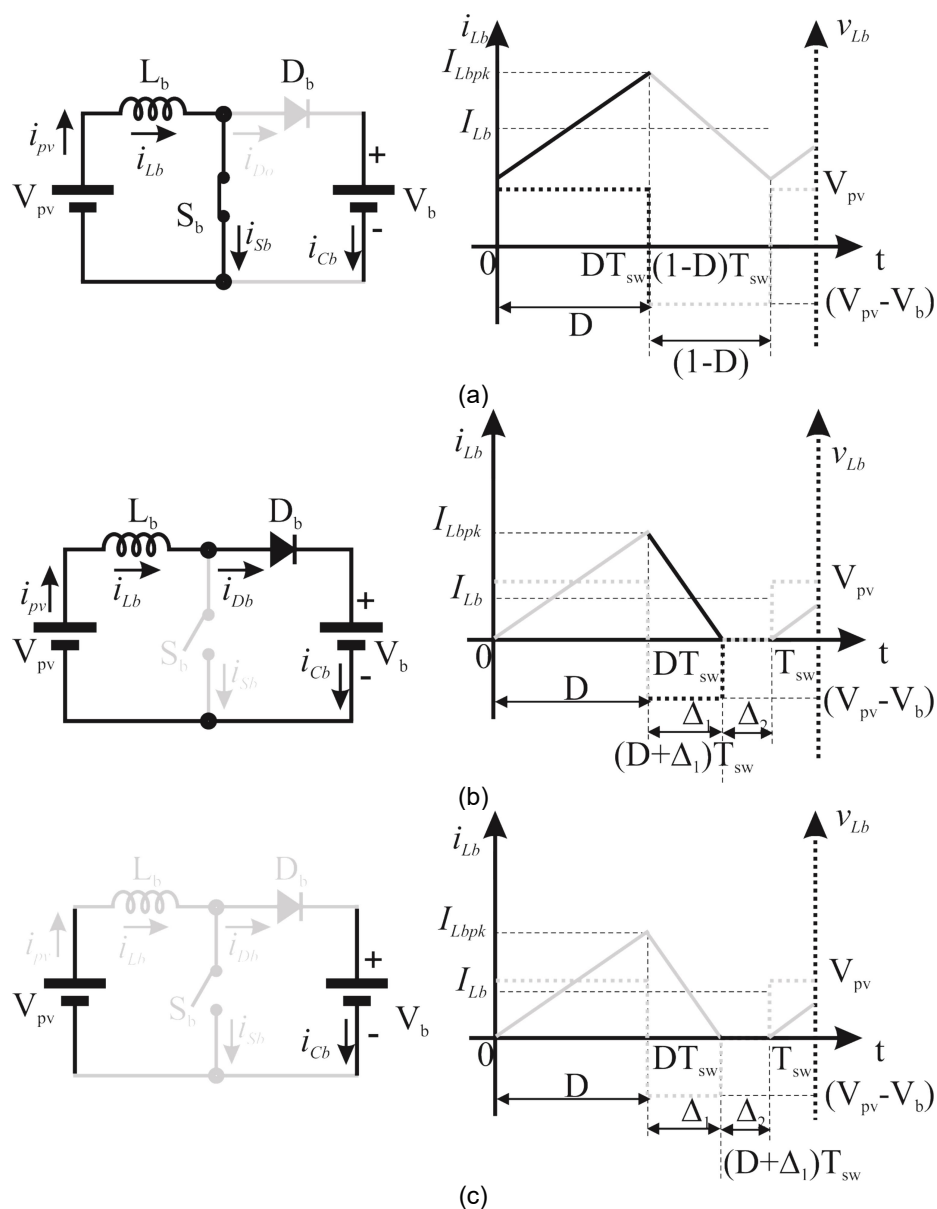 L_b
D_b
i_pv
i_Lb
i_Do
+
V_pv
S_b
V_b
-
i_Sb
i_Cb
i_Lb
v_Lb
I_Lbpk
I_Lb
V_pv
0
DT_sw
(1-D)T_sw
t
(V_pv-V_b)
D
(1-D)
(a)
L_b
D_b
i_pv
i_Lb
i_Db
+
V_pv
S_b
V_b
-
i_Sb
i_Cb
i_Lb
v_Lb
I_Lbpk
I_Lb
V_pv
0
DT_sw
T_sw
t
(V_pv-V_b)
D
Δ_1
Δ_2
(D+Δ_1)T_sw
(b)
L_b
D_b
i_pv
i_Lb
i_Db
+
V_pv
S_b
V_b
-
i_Sb
i_Cb
i_Lb
v_Lb
I_Lbpk
I_Lb
V_pv
0
DT_sw
T_sw
t
(V_pv-V_b)
D
Δ_1
Δ_2
(D+Δ_1)T_sw
(c)